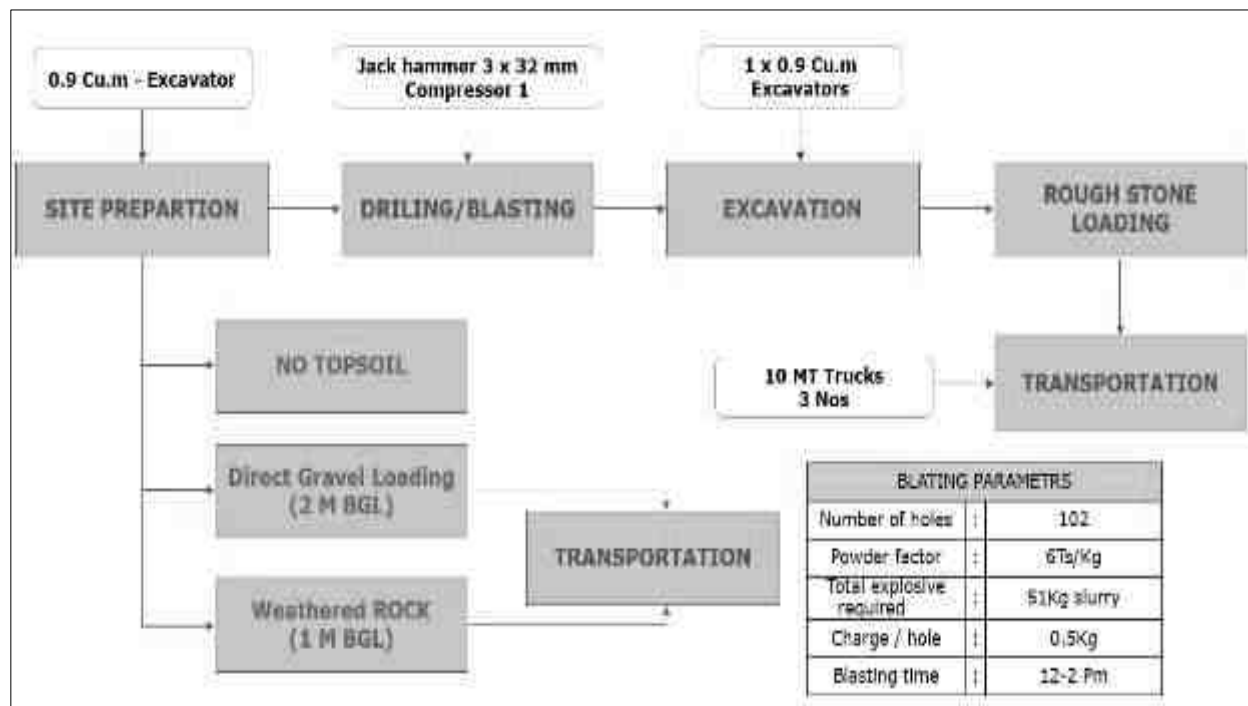 0.9 Cu.m - Excavator
Jack hammer 3 x 32 mm
Compressor 1
1 x 0.9 Cu.m
Excavators
SITE PREPARTION
DRILING/BLASTING
EXCAVATION
ROUGH STONE
LOADING
NO TOPSOIL
10 MT Trucks
3 Nos
TRANSPORTATION
Direct Gravel Loading
(2 M BGL)
TRANSPORTATION
Weathered ROCK
(1 M BGL)
BLATING PARAMETRS
Number of holes : 102
Powder factor : 6Ts/Kg
Total explosive
required : 51Kg slurry
Charge / hole : 0.5Kg
Blasting time : 12-2 Pm